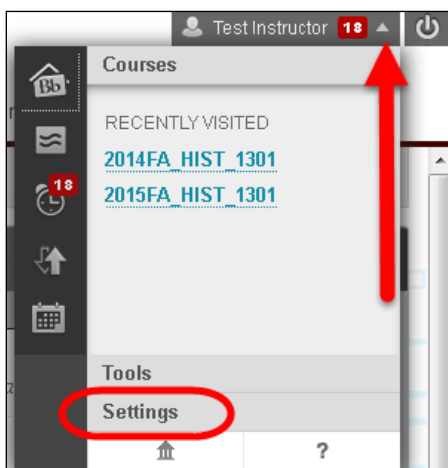 Test Instructor 18
Courses
Bb
RECENTLY VISITED
2014FA_HIST_1301
2015FA_HIST_1301
18
Tools
Settings
?